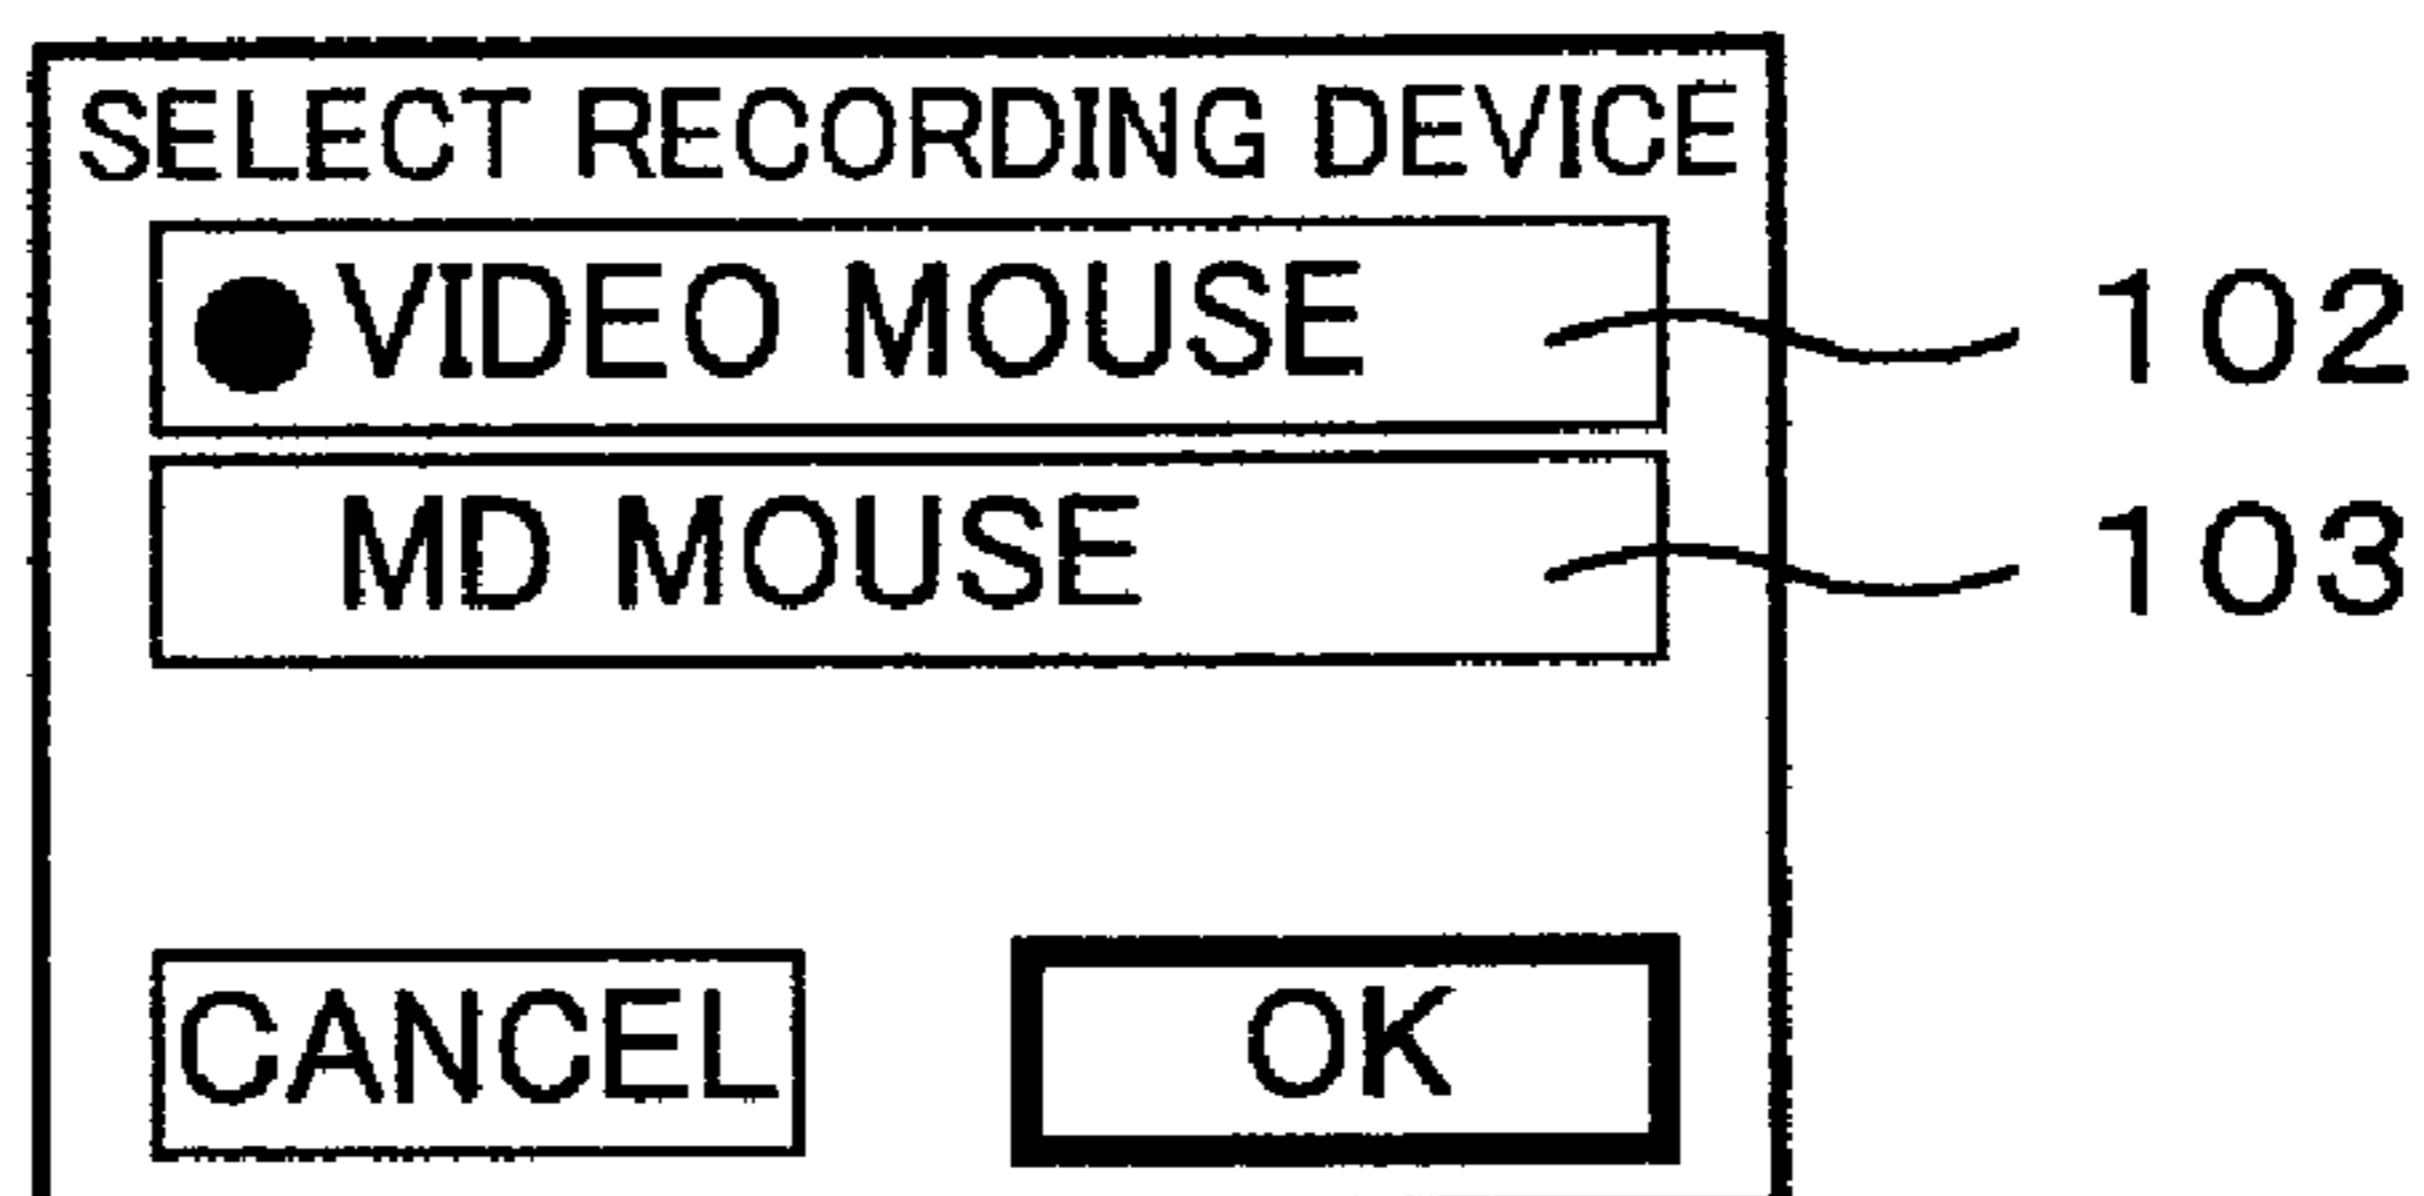 SELECT RECORDING DEVICE
●VIDEO MOUSE 102
MD MOUSE 103
CANCEL OK